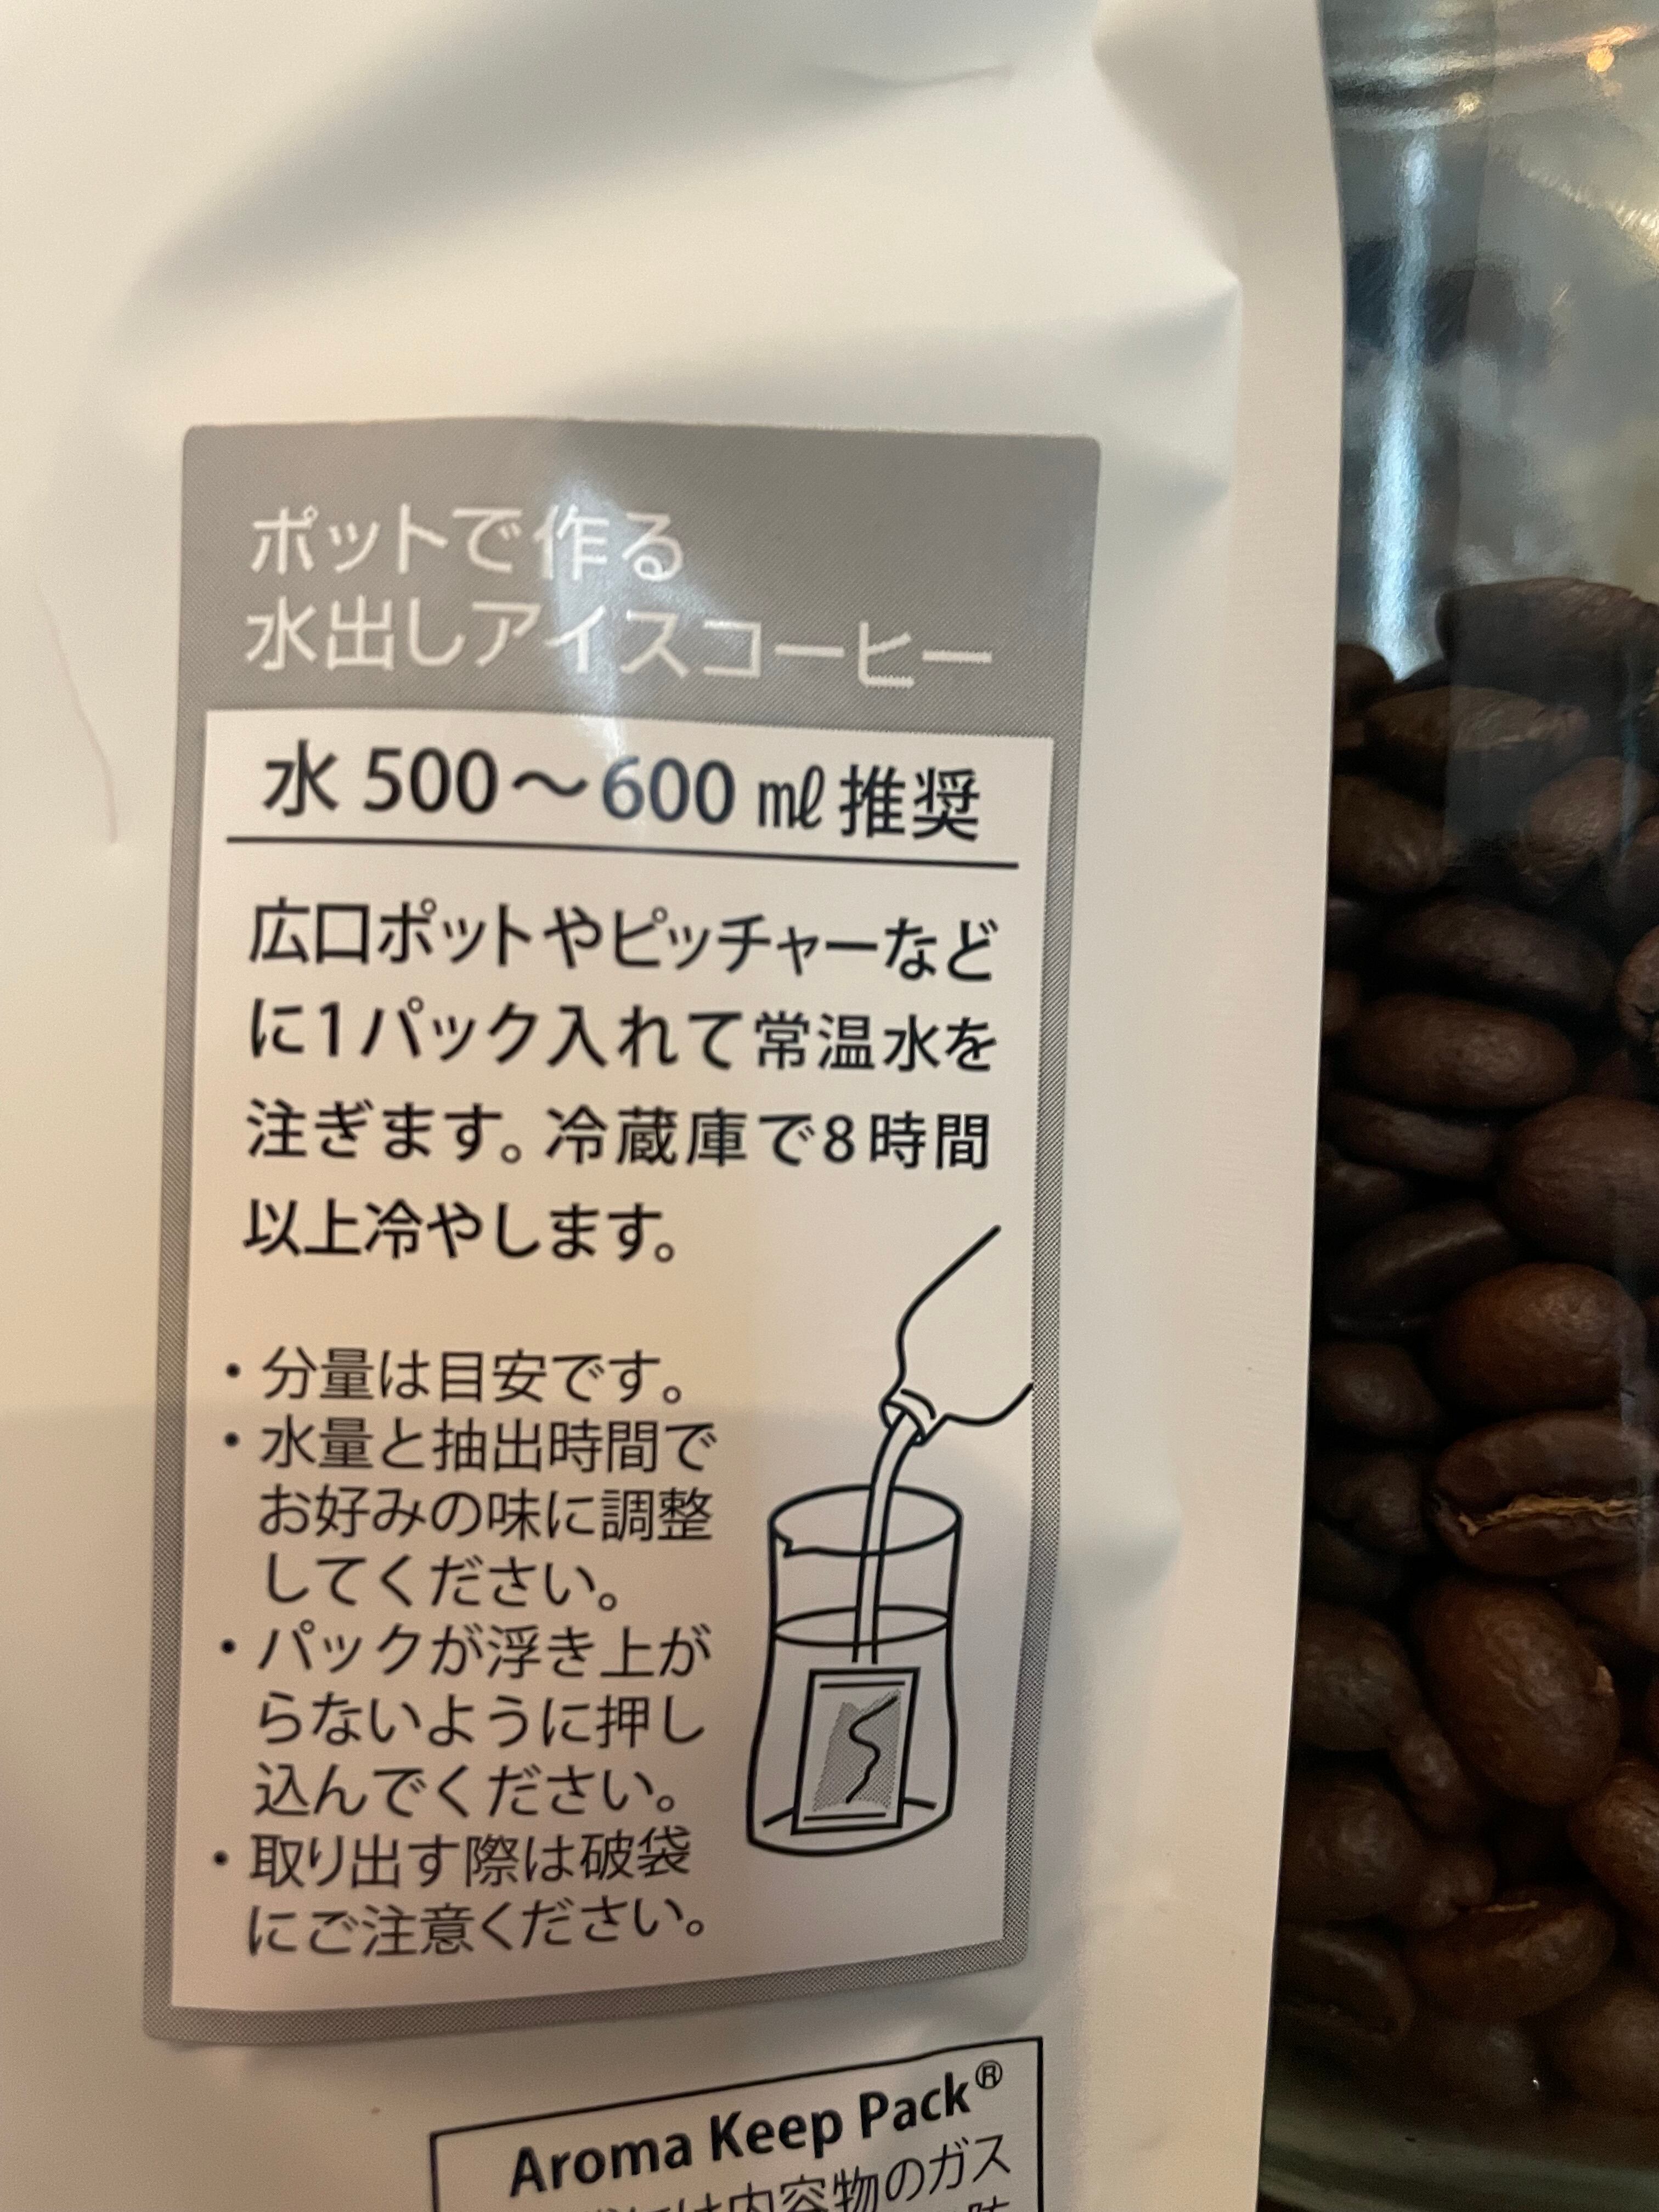 ポットで作る
水出しアイスコーヒー
水 500～600 ㎖ 推奨
広口ポットやピッチャーなど
に1パック入れて常温水を
注ぎます。冷蔵庫で8時間
以上冷やします。
・分量は目安です。
・水量と抽出時間で
お好みの味に調整
してください。
・パックが浮き上が
らないように押し
込んでください。
・取り出す際は破袋
にご注意ください。
Aroma Keep Pack®
には内容物のガス